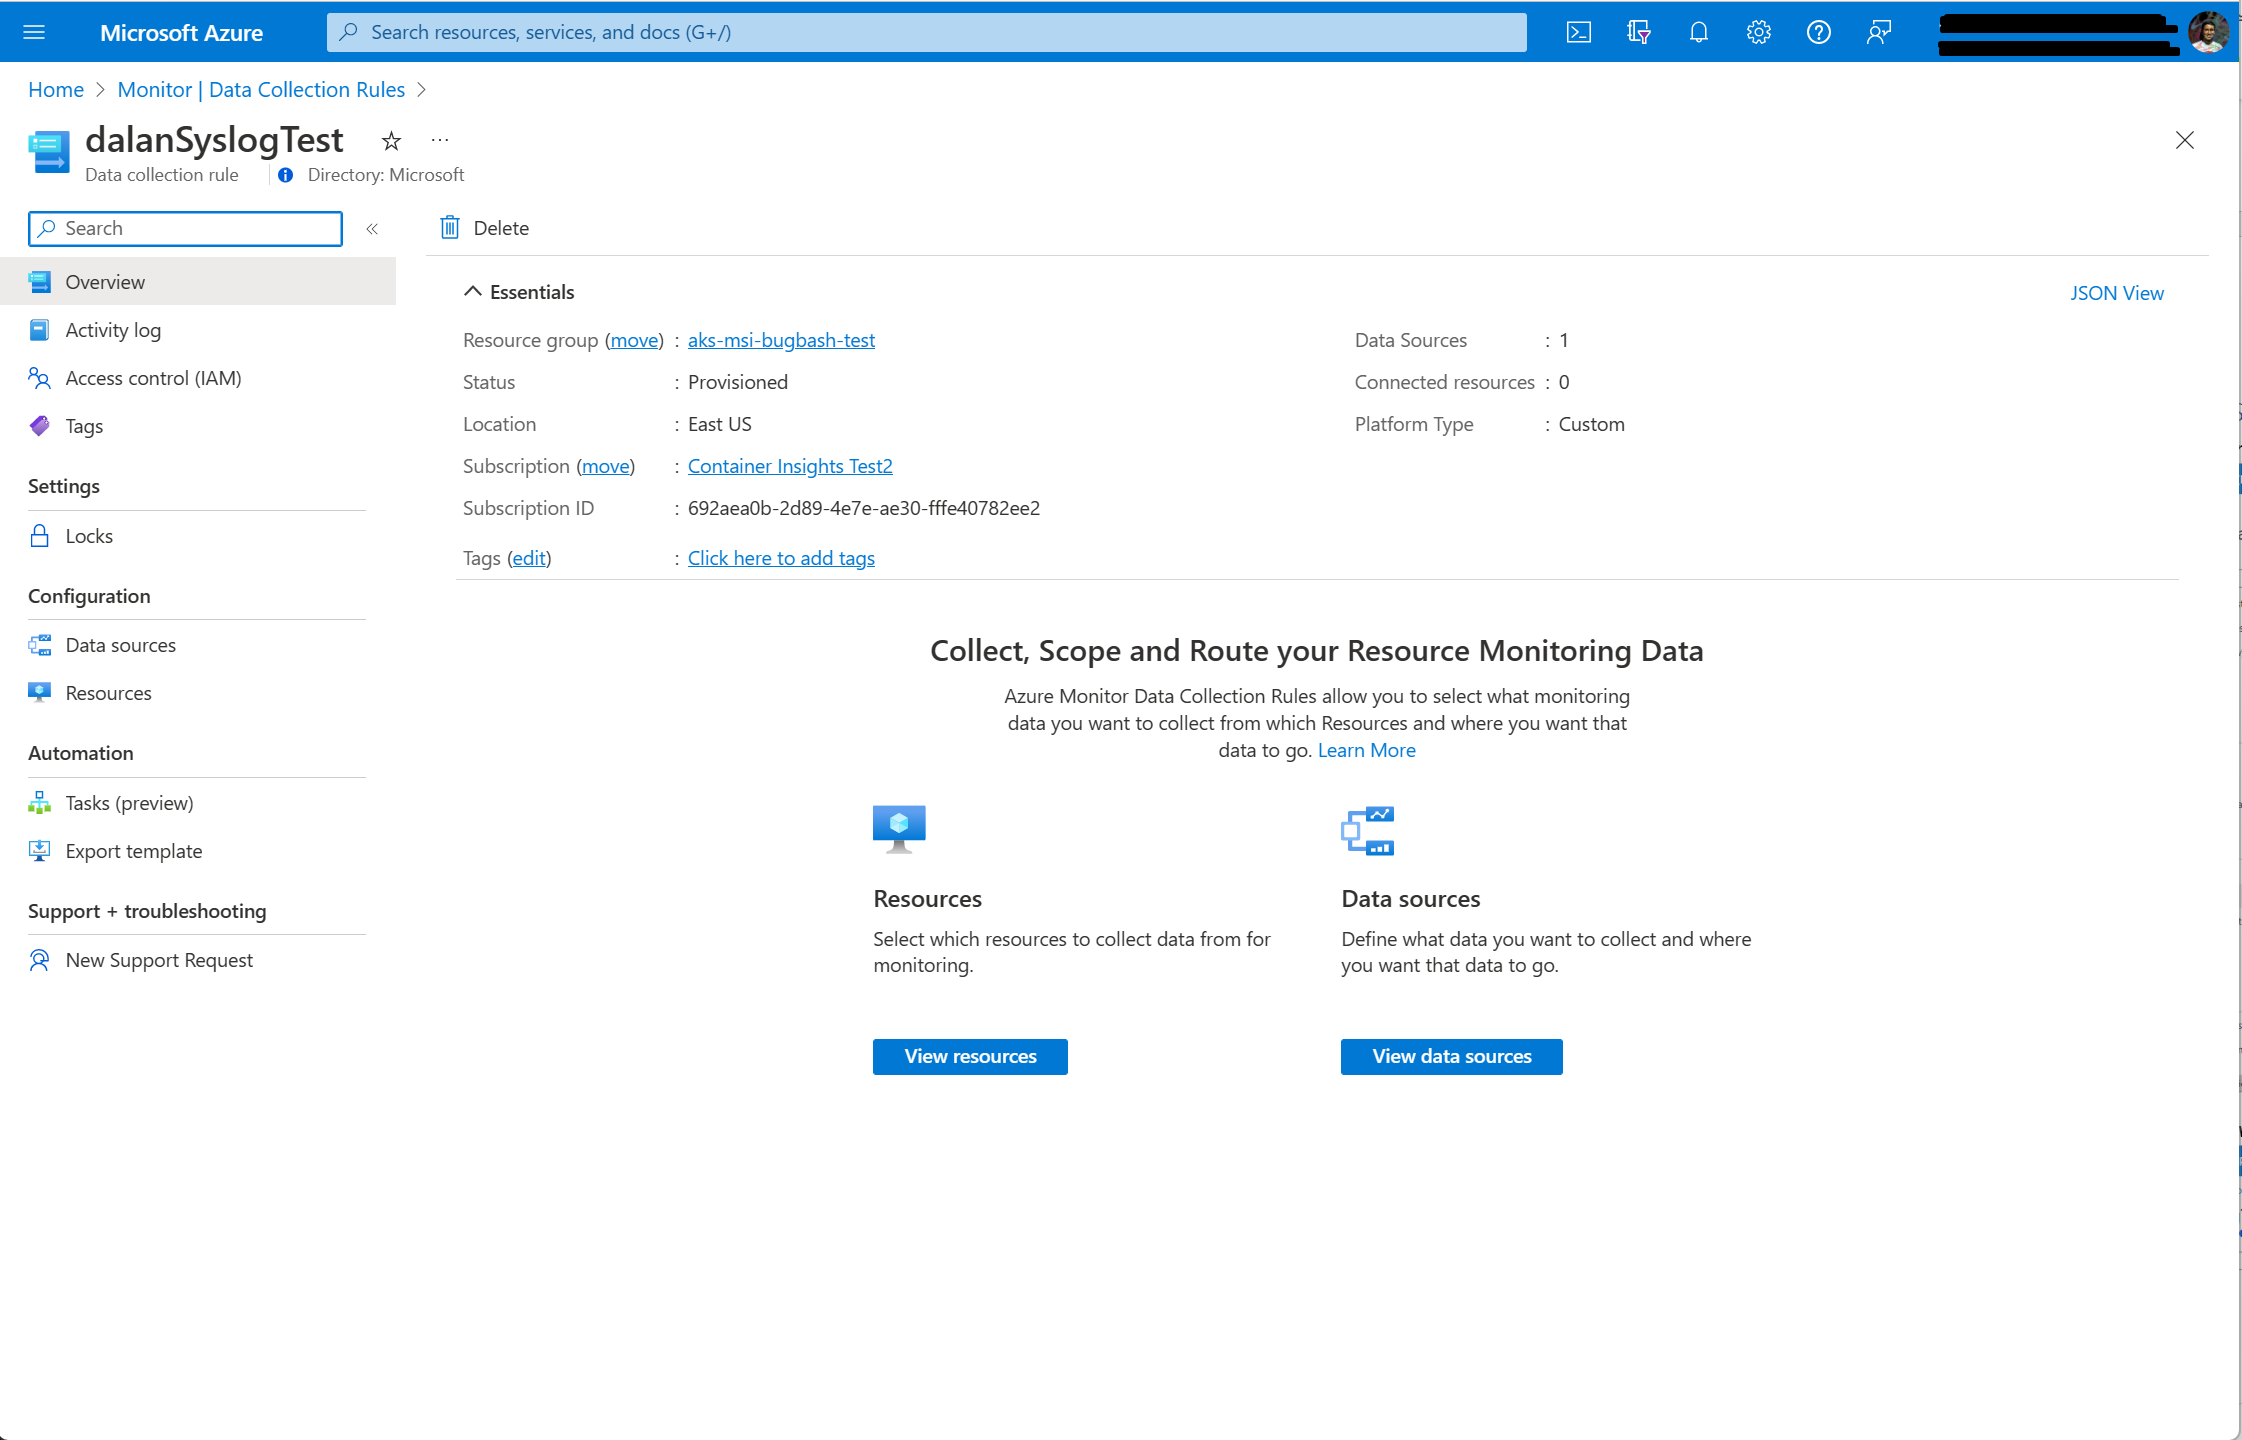 Microsoft Azure
Search resources, services, and docs (G+/)
Home > Monitor | Data Collection Rules >
dalanSyslogTest
Data collection rule
Directory: Microsoft
Search
«
Overview
Activity log
Access control (IAM)
Tags
Settings
Locks
Configuration
Data sources
Resources
Automation
Tasks (preview)
Export template
Support + troubleshooting
New Support Request
Delete
Essentials
JSON View
Resource group (move) : aks-msi-bugbash-test
Status : Provisioned
Location : East US
Subscription (move) : Container Insights Test2
Subscription ID : 692aea0b-2d89-4e7e-ae30-fffe40782ee2
Tags (edit) : Click here to add tags
Data Sources : 1
Connected resources : 0
Platform Type : Custom
Collect, Scope and Route your Resource Monitoring Data
Azure Monitor Data Collection Rules allow you to select what monitoring
data you want to collect from which Resources and where you want that
data to go. Learn More
Resources
Select which resources to collect data from for
monitoring.
View resources
Data sources
Define what data you want to collect and where
you want that data to go.
View data sources